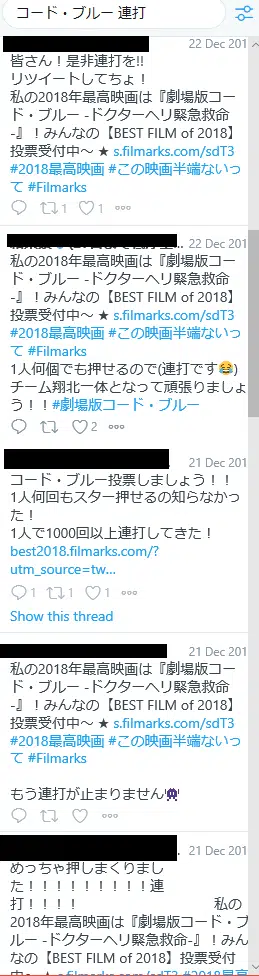 コード・ブルー 連打
22 Dec 201
皆さん！是非連打を!!
リツイートしてちょ！
私の2018年最高映画は『劇場版コー
ド・ブルー -ドクターヘリ緊急救命
-』！みんなの【BEST FILM of 2018】
投票受付中〜 ★ s.filmarks.com/sdT3
#2018最高映画 #この映画半端ないっ
て #Filmarks
1 1
22 Dec 201
私の2018年最高映画は『劇場版コー
ド・ブルー -ドクターヘリ緊急救命
-』！みんなの【BEST FILM of 2018】
投票受付中〜 ★ s.filmarks.com/sdT3
#2018最高映画 #この映画半端ないっ
て #Filmarks
1人何個でも押せるので(連打です😂)
チーム翔北一体となって頑張りましょ
う！！#劇場版コード・ブルー
2
21 Dec 201
コード・ブルー投票しましょう！！
1人何回もスター押せるの知らなかっ
た！
1人で1000回以上連打してきた！
best2018.filmarks.com/?
utm_source=tw...
1 1 1
Show this thread
21 Dec 201
私の2018年最高映画は『劇場版コー
ド・ブルー -ドクターヘリ緊急救命
-』！みんなの【BEST FILM of 2018】
投票受付中〜 ★ s.filmarks.com/sdT3
#2018最高映画 #この映画半端ないっ
て #Filmarks
もう連打が止まりません👾
21 Dec 201
めっちゃ押しまくりまし
た！！！！！！！！！連
打！！！！ 私の
2018年最高映画は『劇場版コード・ブ
ルー -ドクターヘリ緊急救命-』！みん
なの【BEST FILM of 2018】投票受付